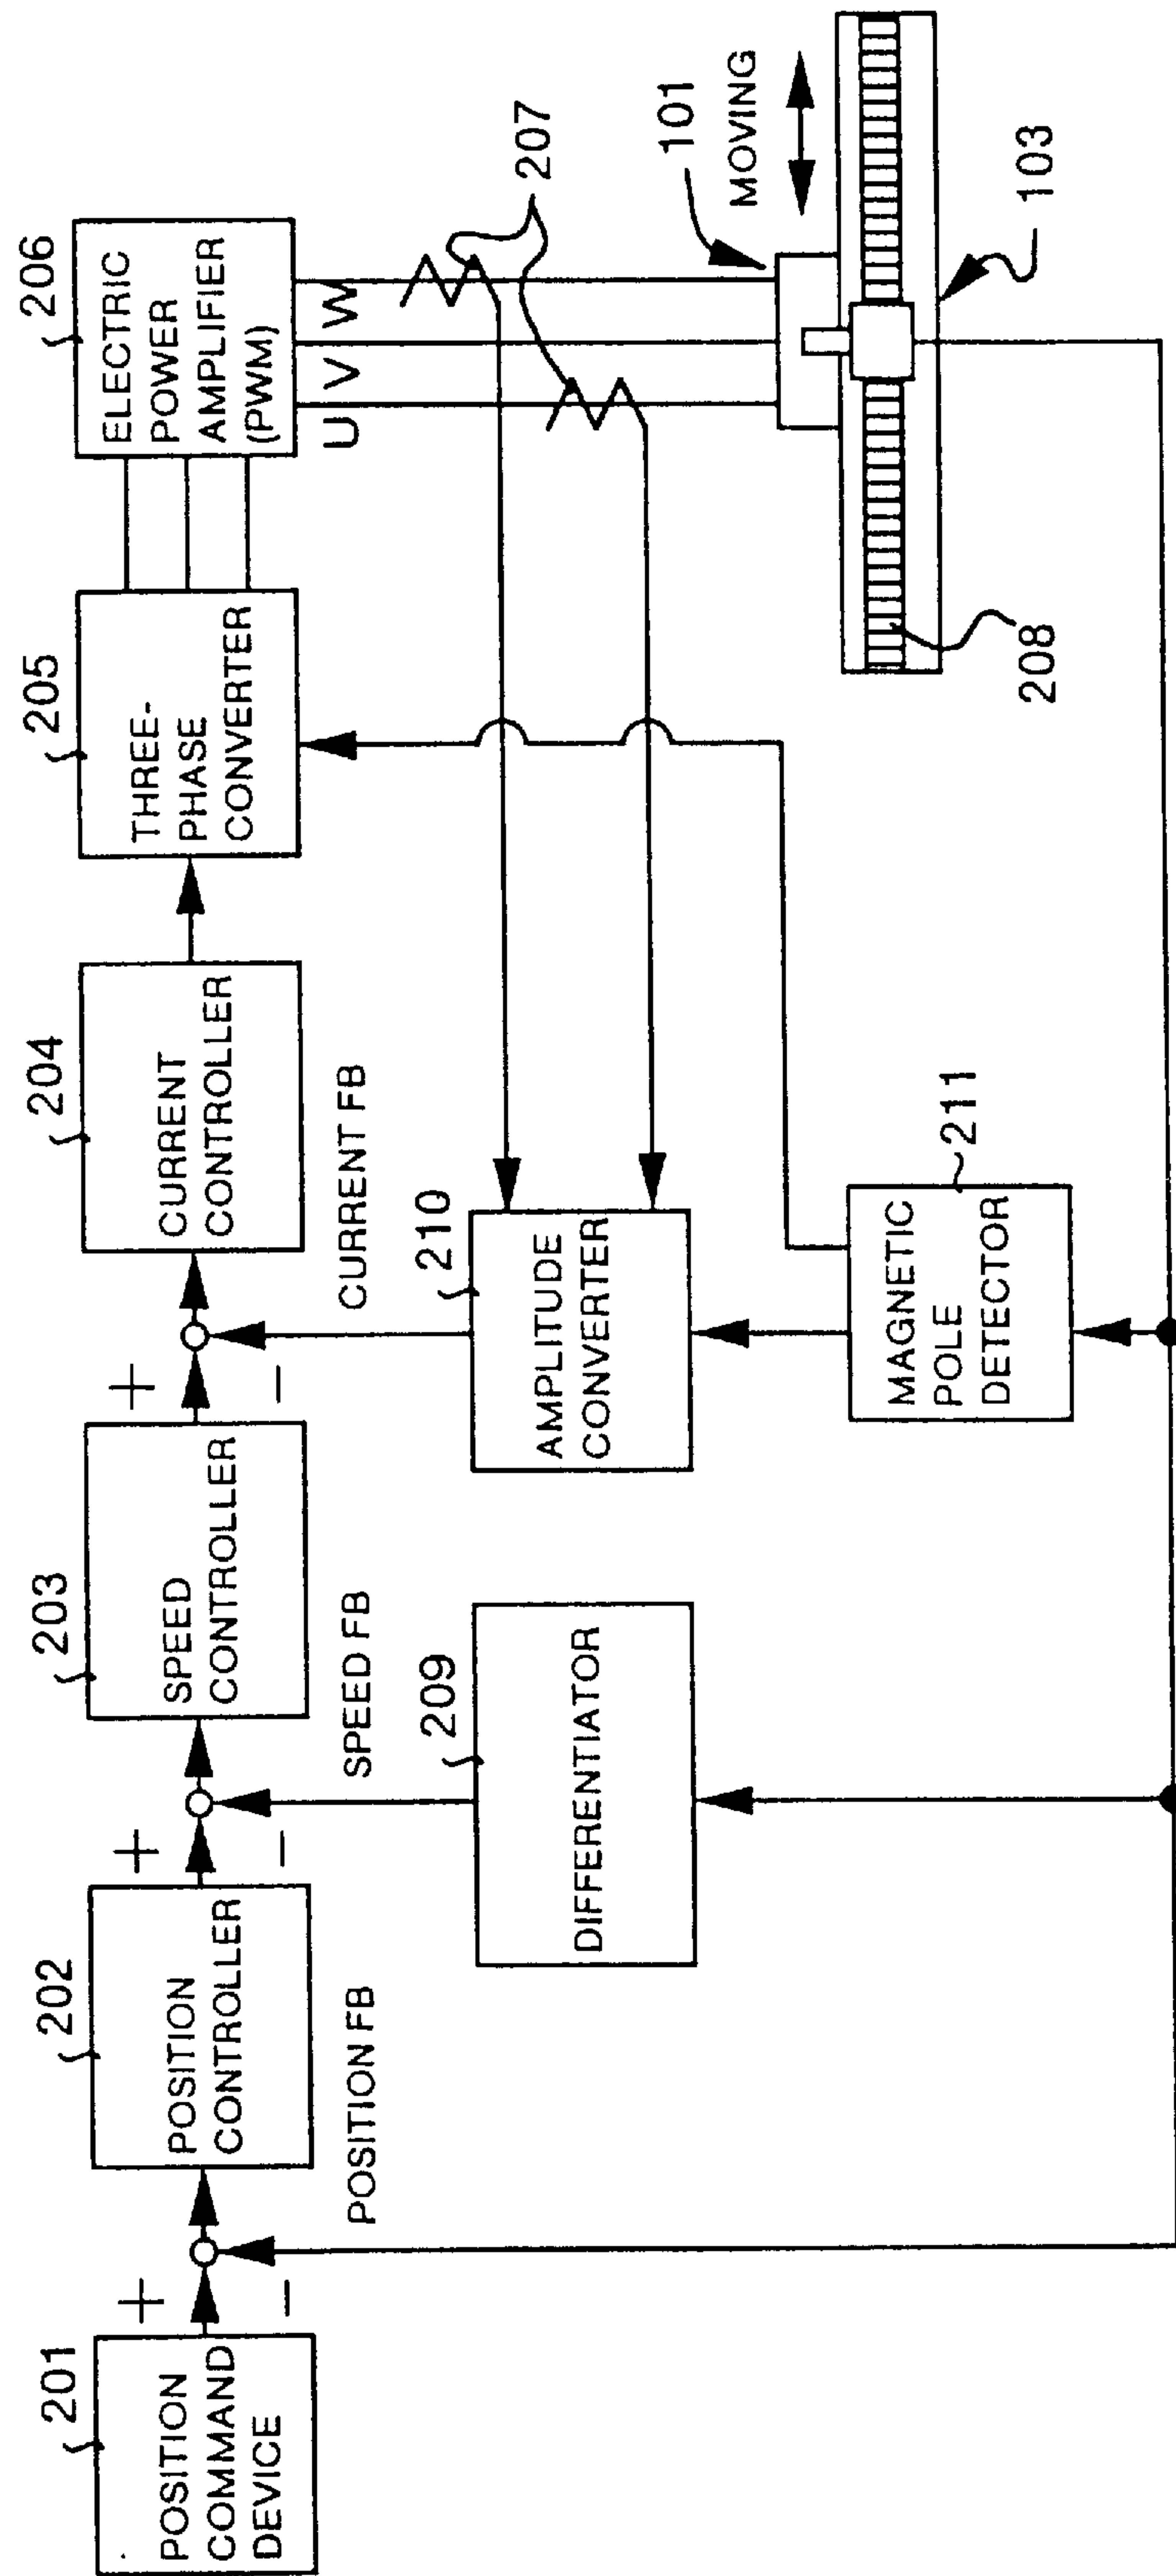 201
POSITION
COMMAND
DEVICE
+
−
POSITION FB
202
POSITION
CONTROLLER
+
−
SPEED FB
203
SPEED
CONTROLLER
+
−
CURRENT FB
204
CURRENT
CONTROLLER
205
THREE-
PHASE
CONVERTER
206
ELECTRIC
POWER
AMPLIFIER
(PWM)
U V W
207
209
DIFFERENTIATOR
210
AMPLITUDE
CONVERTER
211
MAGNETIC
POLE
DETECTOR
101
MOVING
208
103